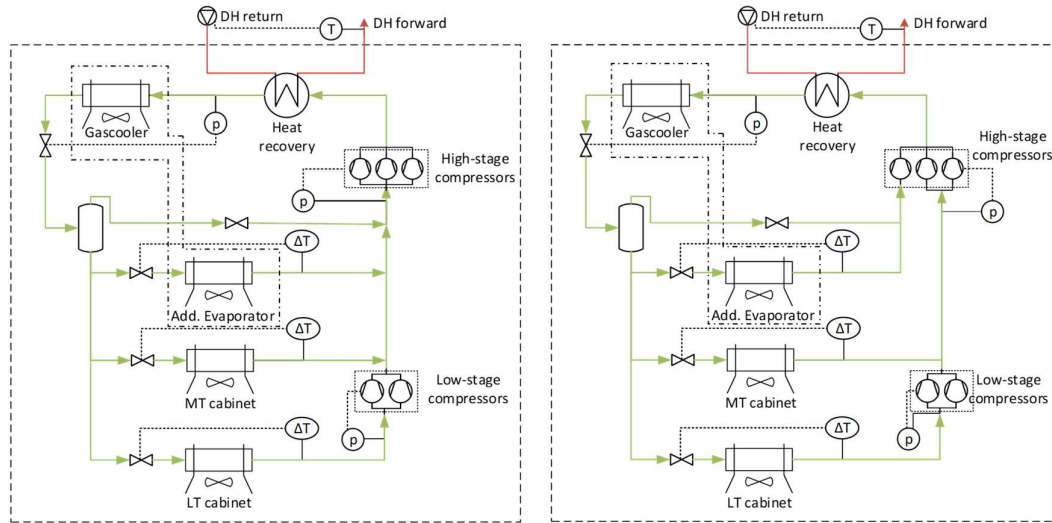 DH return
T
DH forward
Gascooler
p
Heat
recovery
High-stage
compressors
p
ΔT
Add. Evaporator
ΔT
MT cabinet
Low-stage
compressors
p
ΔT
LT cabinet
DH return
T
DH forward
Gascooler
p
Heat
recovery
High-stage
compressors
p
ΔT
Add. Evaporator
ΔT
MT cabinet
Low-stage
compressors
p
ΔT
LT cabinet